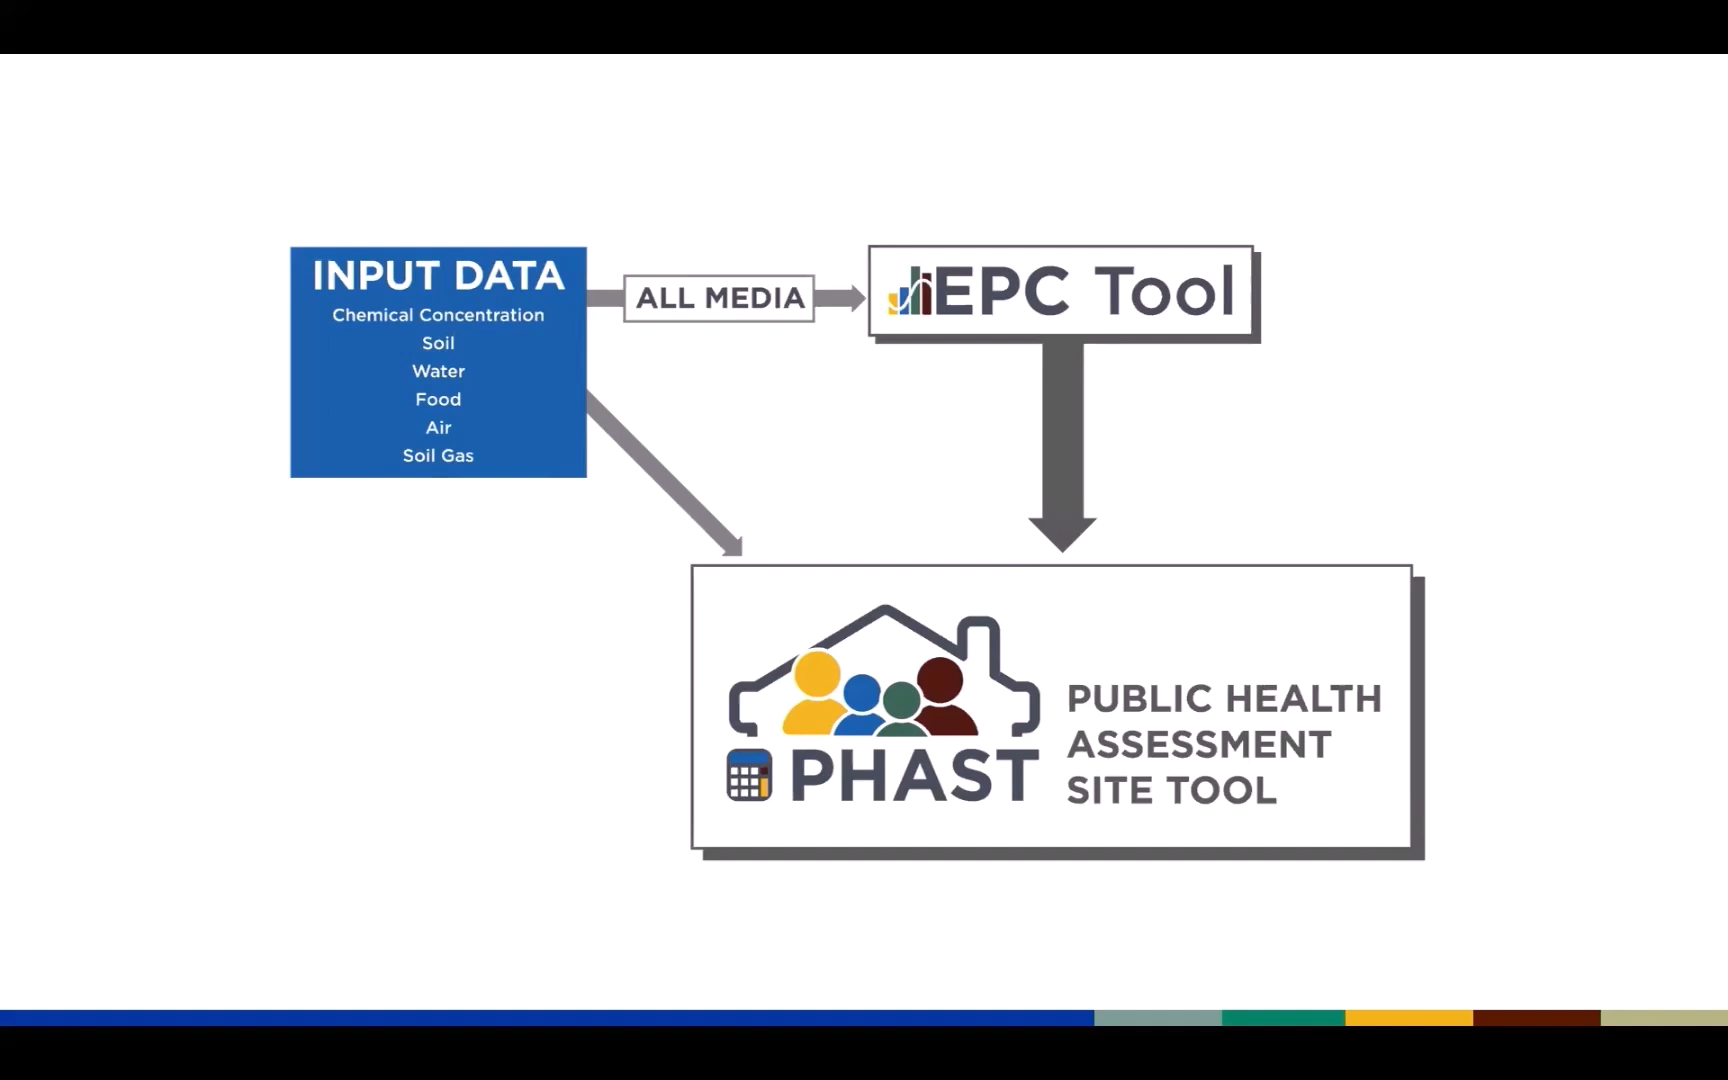 INPUT DATA
Chemical Concentration
Soil
Water
Food
Air
Soil Gas
ALL MEDIA
EPC Tool
PHAST
PUBLIC HEALTH
ASSESSMENT
SITE TOOL